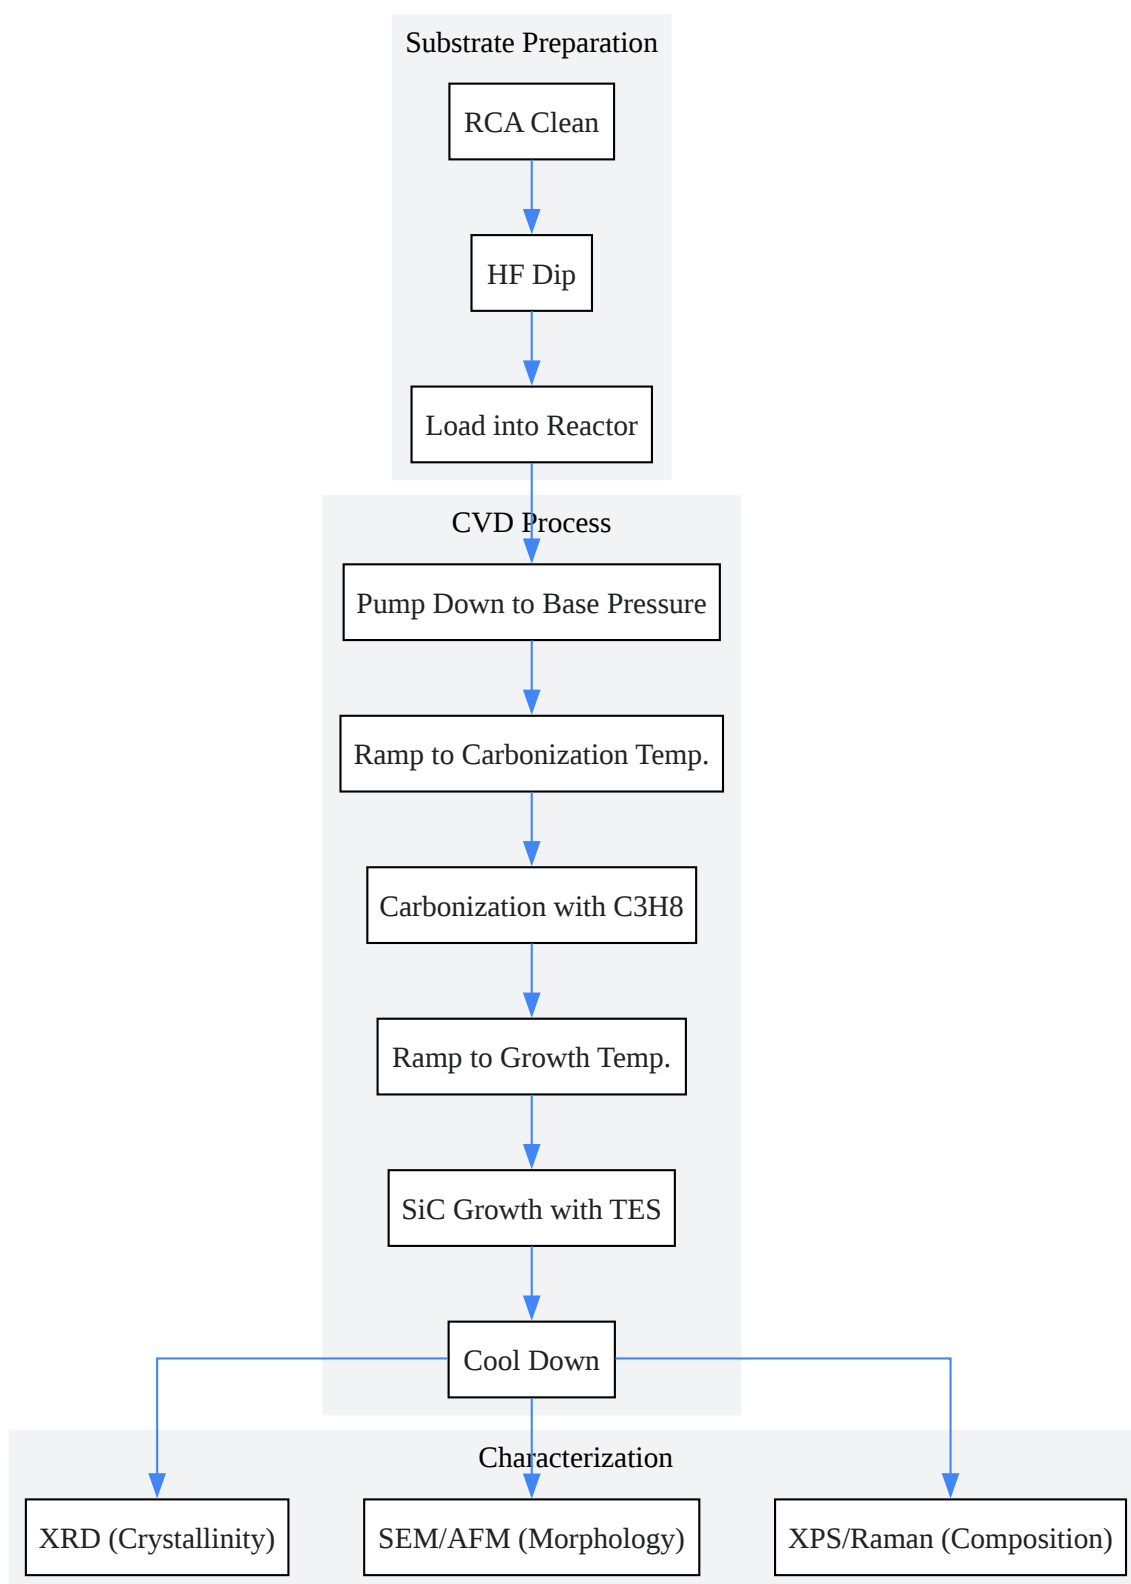 Substrate Preparation
RCA Clean
HF Dip
Load into Reactor
CVD Process
Pump Down to Base Pressure
Ramp to Carbonization Temp.
Carbonization with C3H8
Ramp to Growth Temp.
SiC Growth with TES
Cool Down
Characterization
XRD (Crystallinity)
SEM/AFM (Morphology)
XPS/Raman (Composition)